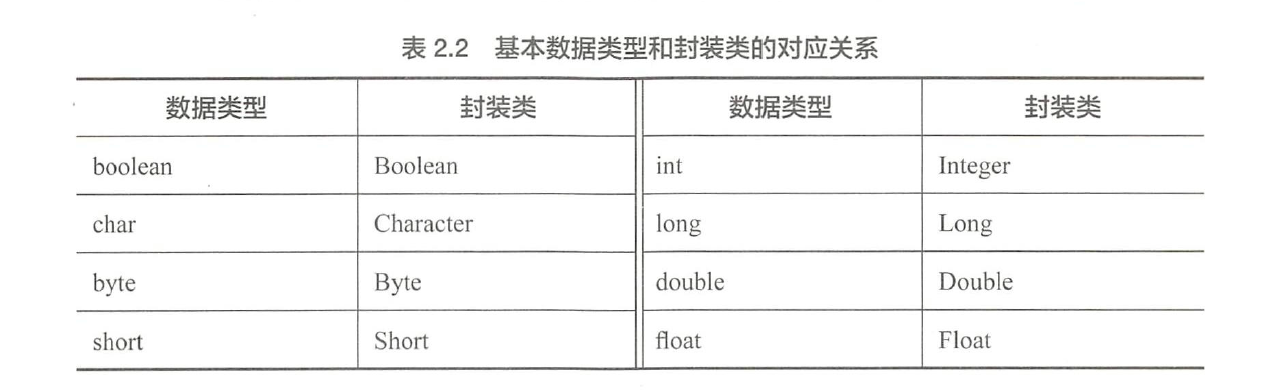 表 2.2 基本数据类型和封装类的对应关系
数据类型 封装类 数据类型 封装类
boolean Boolean int Integer
char Character long Long
byte Byte double Double
short Short float Float